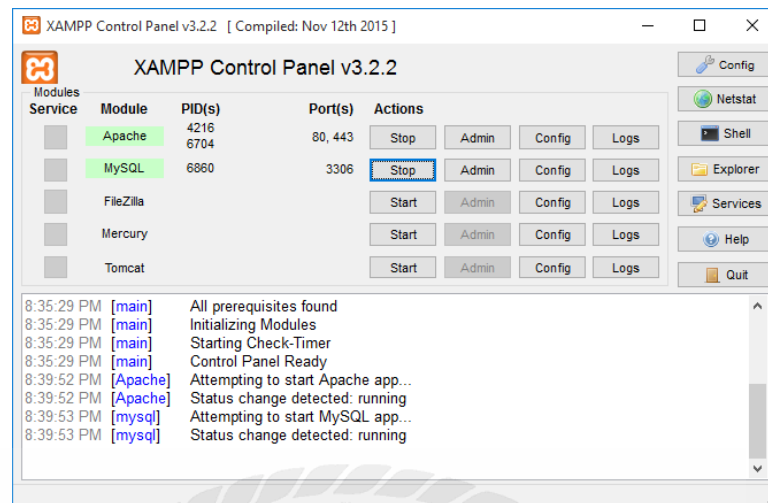 XAMPP Control Panel v3.2.2 [ Compiled: Nov 12th 2015 ]
XAMPP Control Panel v3.2.2
Config
Modules
Service Module PID(s) Port(s) Actions
Netstat
Apache 4216 6704 80, 443 Stop Admin Config Logs
Shell
MySQL 6860 3306 Stop Admin Config Logs
Explorer
FileZilla Start Admin Config Logs
Services
Mercury Start Admin Config Logs
Help
Tomcat Start Admin Config Logs
Quit
8:35:29 PM [main] All prerequisites found
8:35:29 PM [main] Initializing Modules
8:35:29 PM [main] Starting Check-Timer
8:35:29 PM [main] Control Panel Ready
8:39:52 PM [Apache] Attempting to start Apache app...
8:39:52 PM [Apache] Status change detected: running
8:39:53 PM [mysql] Attempting to start MySQL app...
8:39:53 PM [mysql] Status change detected: running